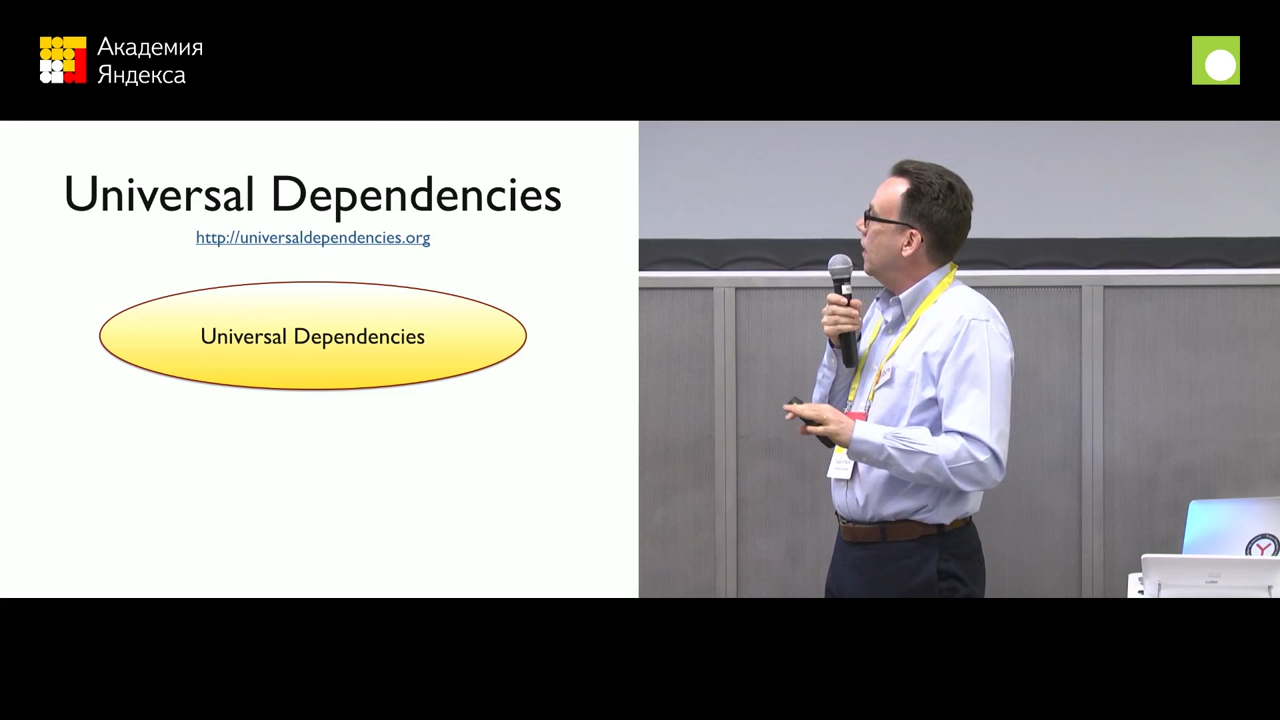 Академия
Яндекса
Universal Dependencies
http://universaldependencies.org
Universal Dependencies